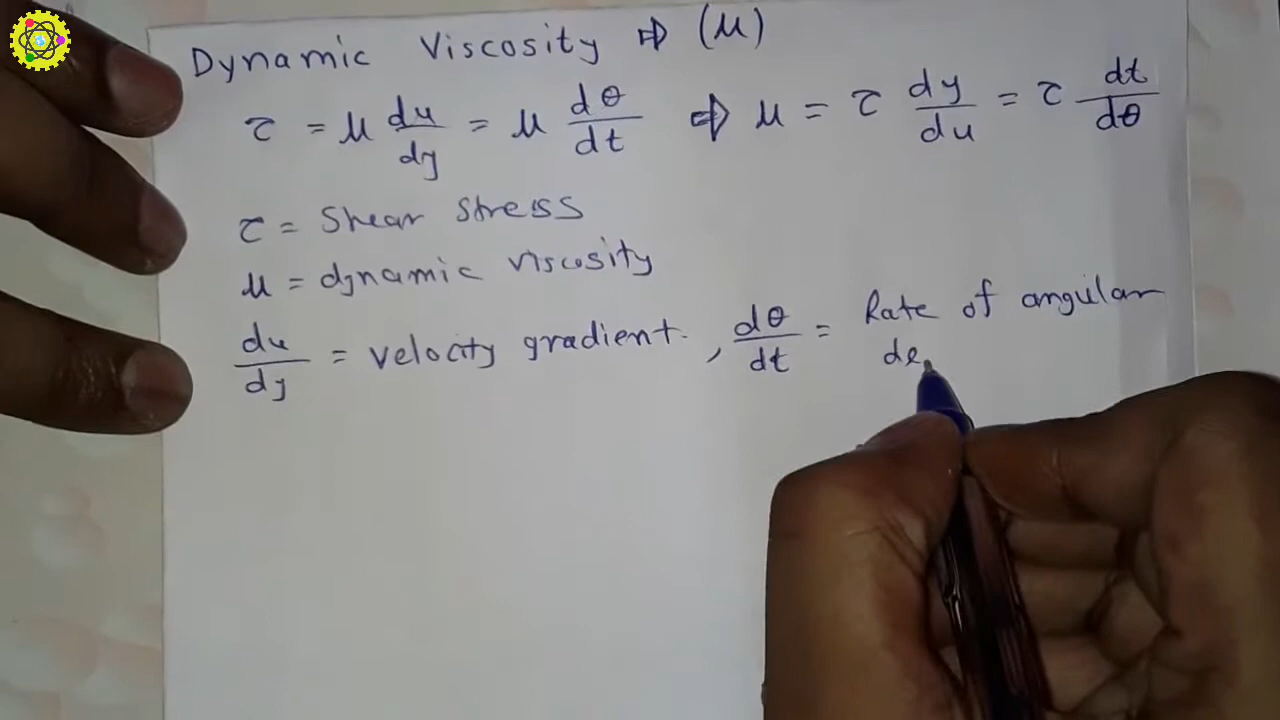 Dynamic Viscosity ⇒ (μ)
τ = μ du/dy = μ dθ/dt ⇒ μ = τ dy/du = τ dt/dθ
τ = Shear Stress
μ = dynamic viscosity
du/dy = velocity gradient. , dθ/dt = Rate of angular
de